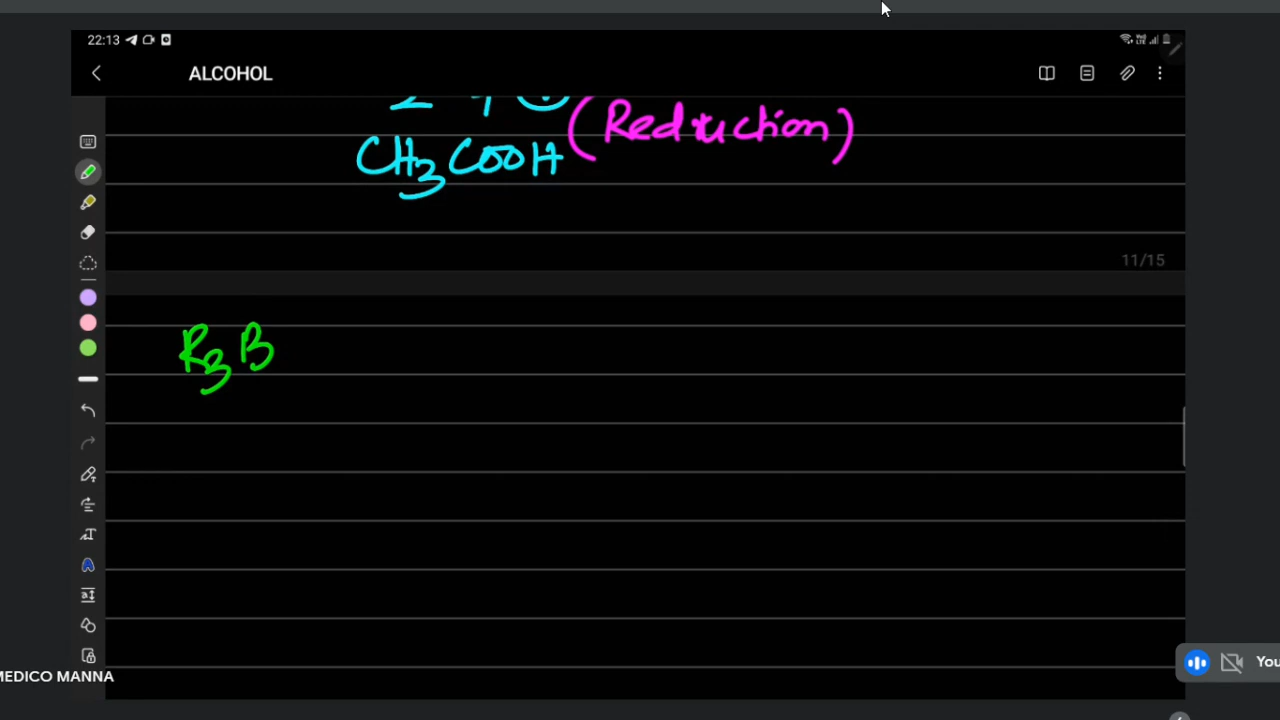 22:13
ALCOHOL
(Reduction)
CH3COOH
11/15
R3B
MEDICO MANNA
You